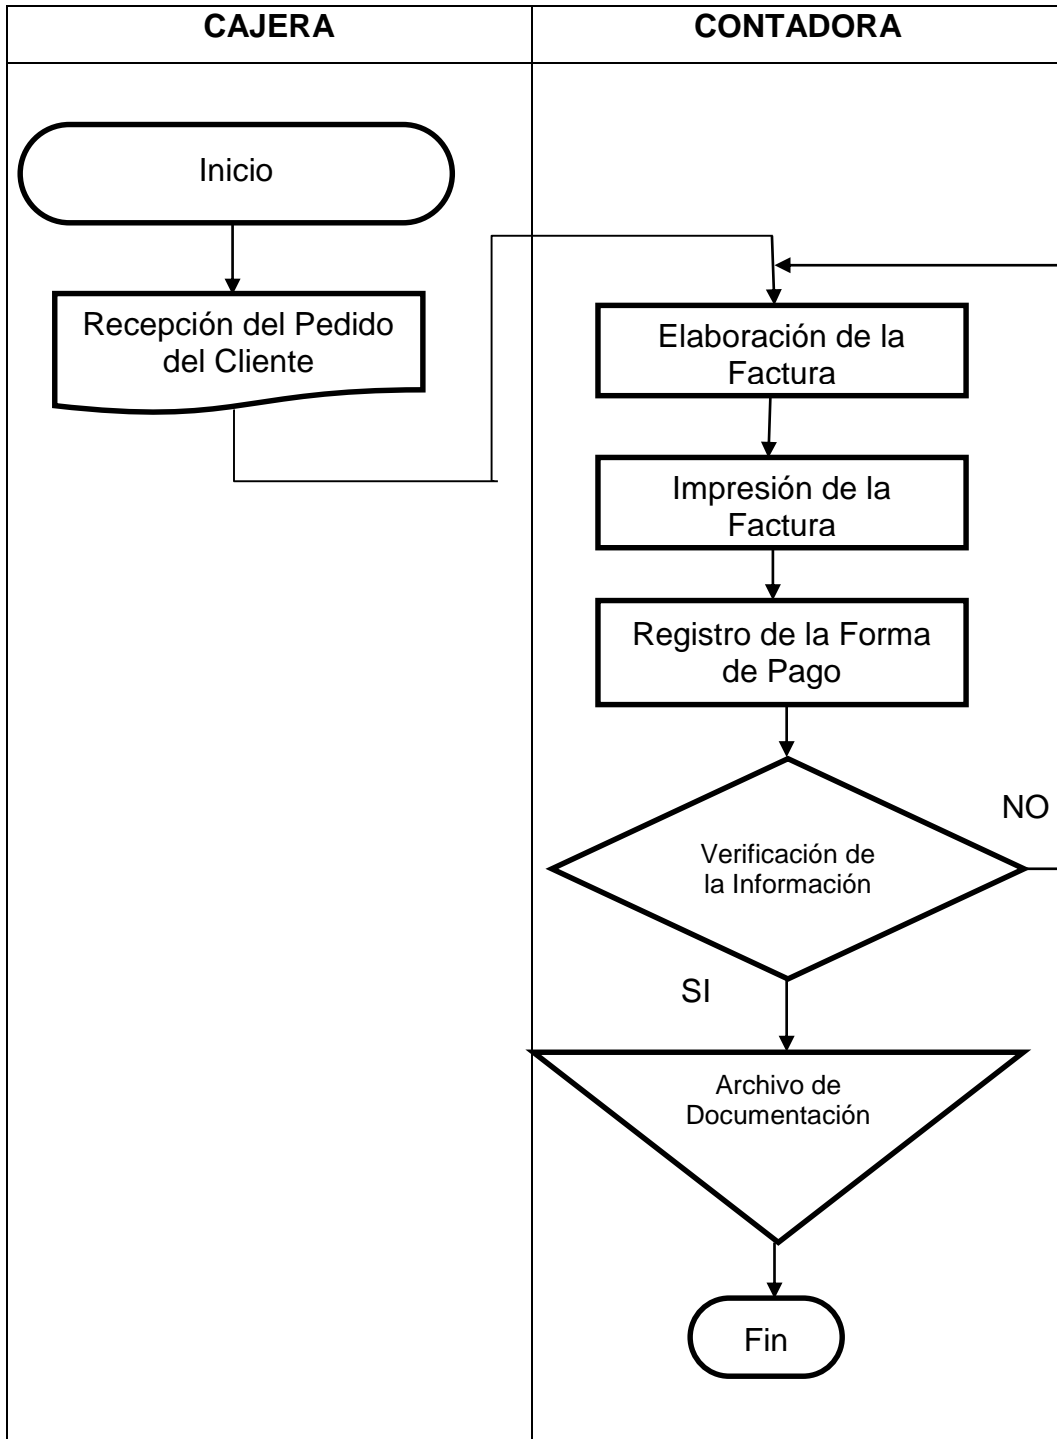 CAJERA
CONTADORA
Inicio
Recepción del Pedido
del Cliente
Elaboración de la
Factura
Impresión de la
Factura
Registro de la Forma
de Pago
Verificación de
la Información
NO
SI
Archivo de
Documentación
Fin